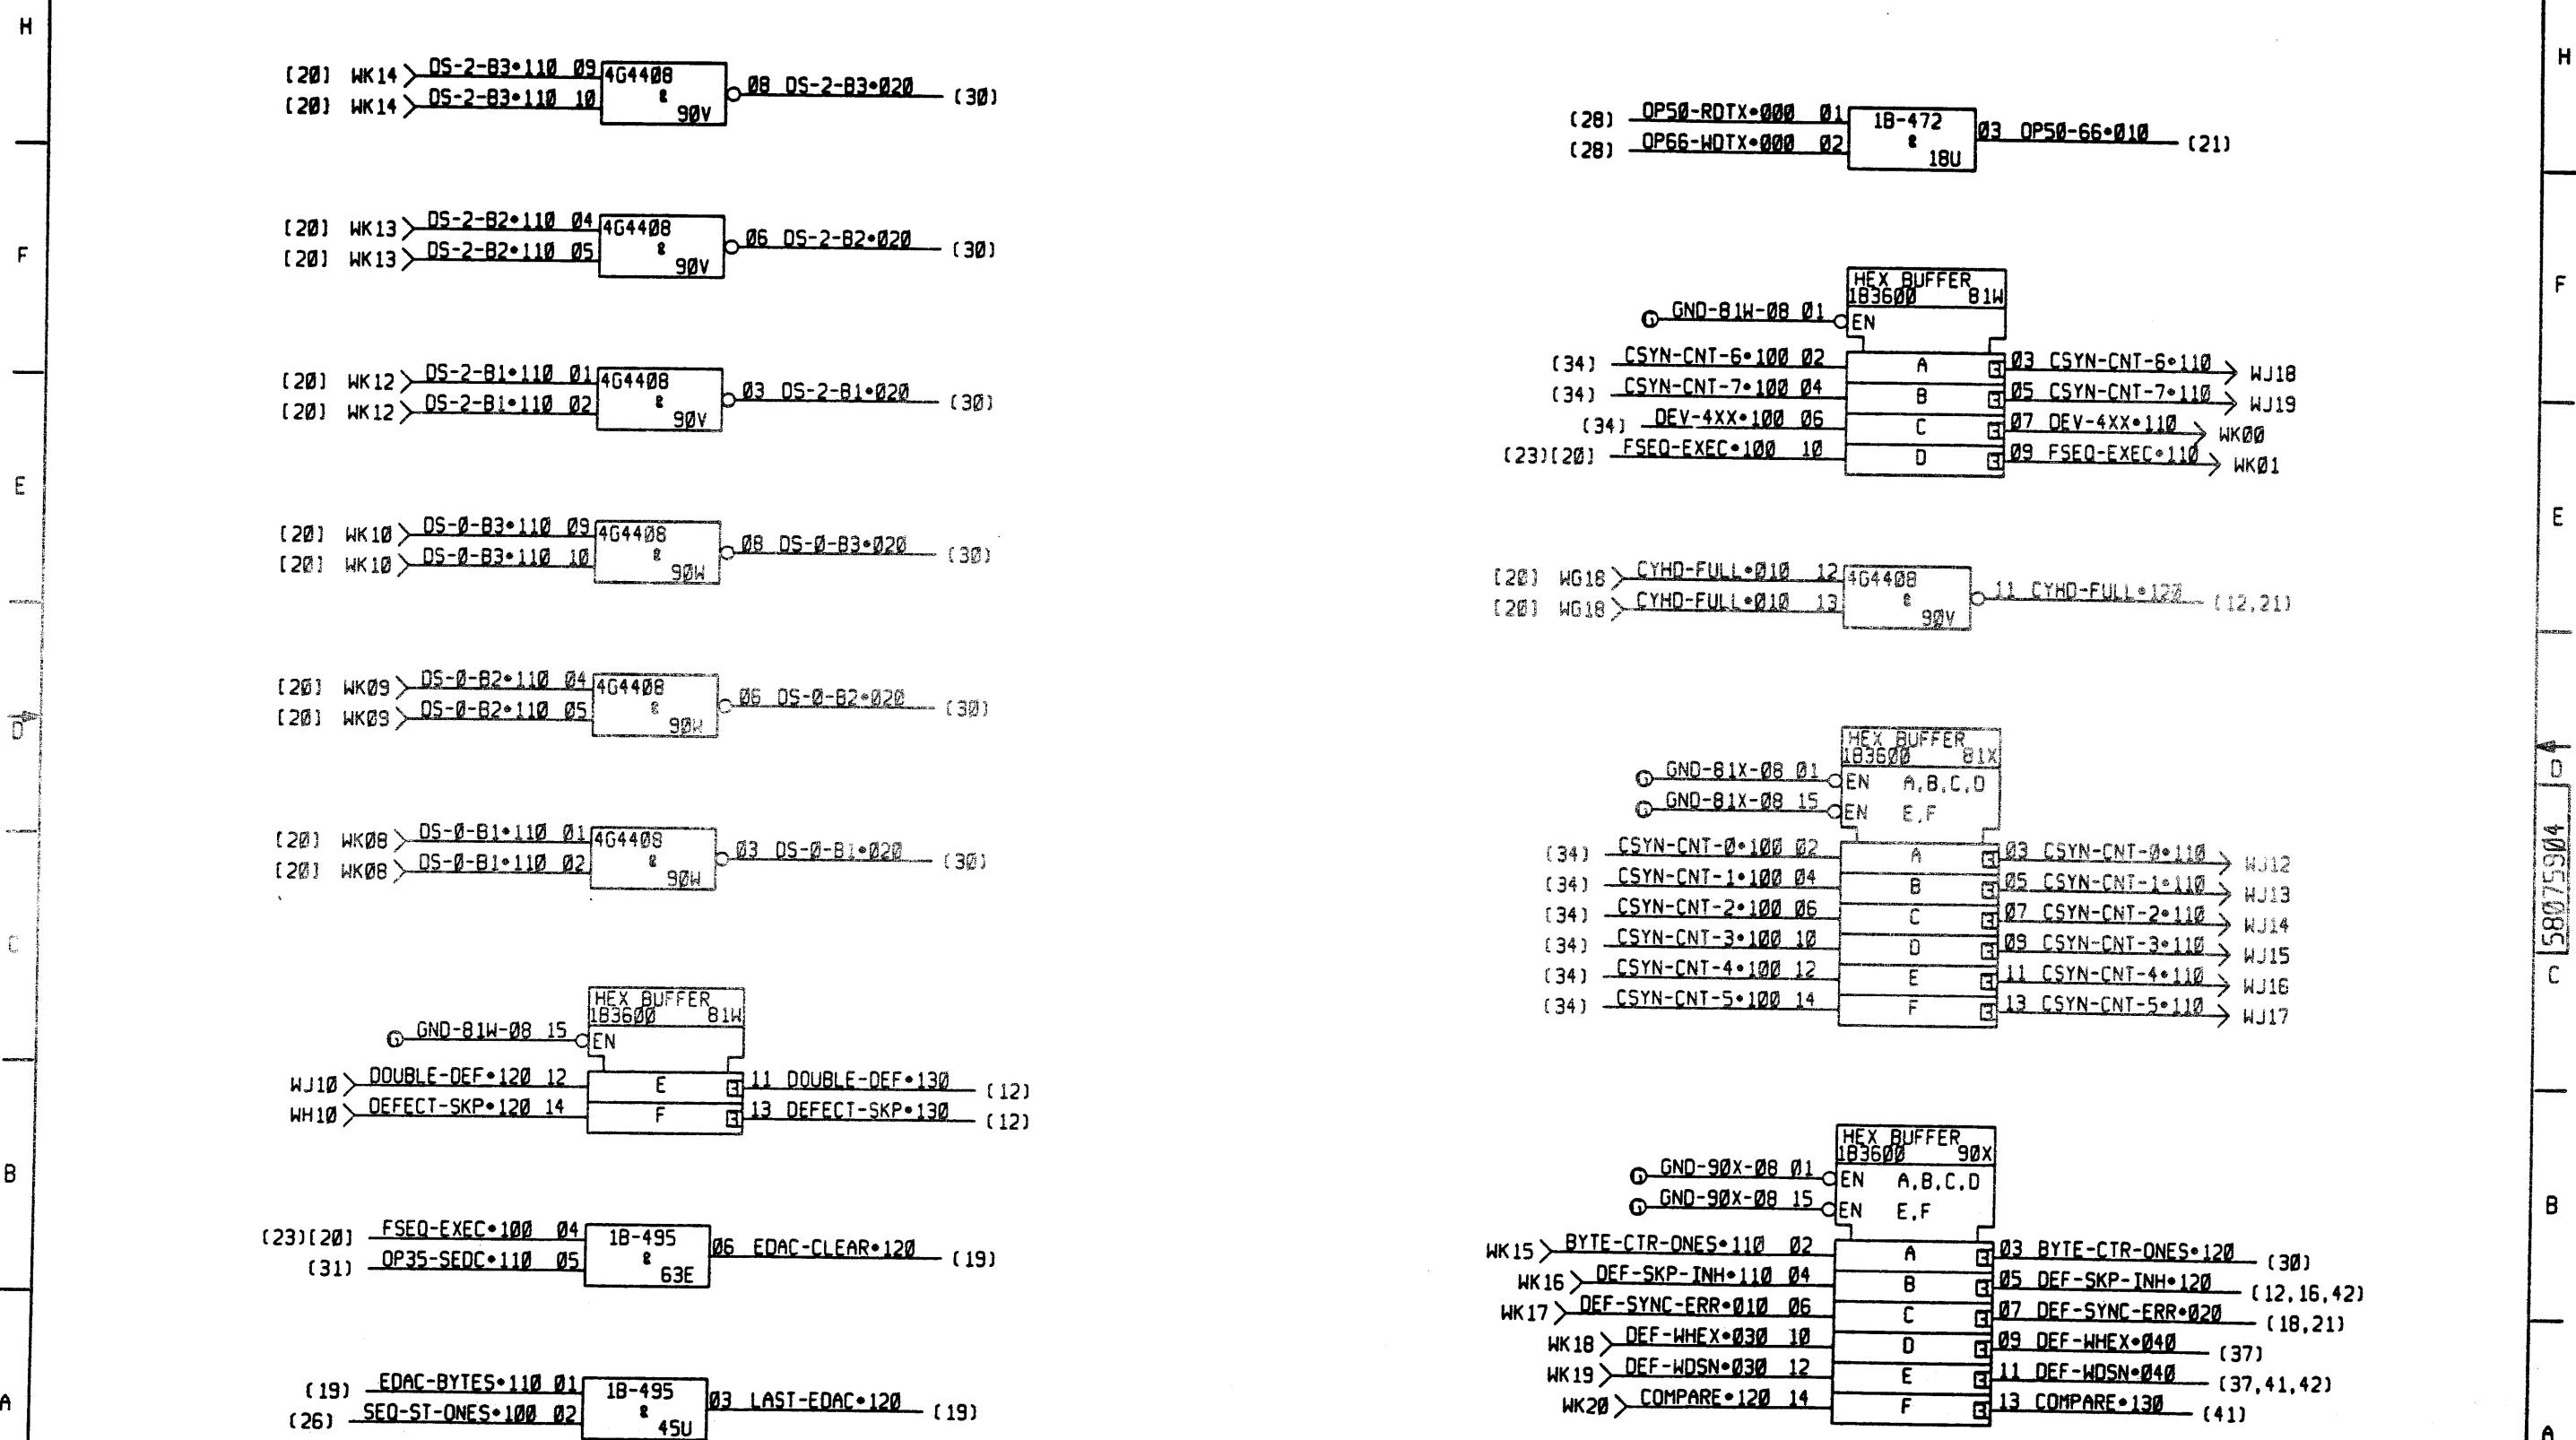 H
[20] WK14 DS-2-B3•110 09 4G4408 08 DS-2-B3•020 (30)
[20] WK14 DS-2-B3•110 10 & 90V
[20] WK13 DS-2-B2•110 04 4G4408 06 DS-2-B2•020 (30)
[20] WK13 DS-2-B2•110 05 & 90V
F
[20] WK12 DS-2-B1•110 01 4G4408 03 DS-2-B1•020 (30)
[20] WK12 DS-2-B1•110 02 & 90V
E
[20] WK10 DS-0-B3•110 09 4G4408 08 DS-0-B3•020 (30)
[20] WK10 DS-0-B3•110 10 & 90W
[20] WK09 DS-0-B2•110 04 4G4408 06 DS-0-B2•020 (30)
[20] WK09 DS-0-B2•110 05 & 90W
D
[20] WK08 DS-0-B1•110 01 4G4408 03 DS-0-B1•020 (30)
[20] WK08 DS-0-B1•110 02 & 90W
C
HEX BUFFER
1B3600 81W
G GND-81W-08 15 EN
WJ10 DOUBLE-DEF•120 12 E 3 11 DOUBLE-DEF•130 (12)
WH10 DEFECT-SKP•120 14 F 3 13 DEFECT-SKP•130 (12)
B
(23)[20] FSEQ-EXEC•100 04 1B-495 06 EDAC-CLEAR•120 (19)
(31) OP35-SEDC•110 05 & 63E
(19) EDAC-BYTES•110 01 1B-495 03 LAST-EDAC•120 (19)
(26) SEQ-ST-ONES•100 02 & 45U
A
H
(28) OP50-RDTX•000 01 1B-472 03 OP50-66•010 (21)
(28) OP66-WDTX•000 02 & 18U
F
HEX BUFFER
1B3600 81W
G GND-81W-08 01 EN
(34) CSYN-CNT-6•100 02 A 3 03 CSYN-CNT-6•110 WJ18
(34) CSYN-CNT-7•100 04 B 3 05 CSYN-CNT-7•110 WJ19
(34) DEV-4XX•100 06 C 3 07 DEV-4XX•110 WK00
(23)[20] FSEQ-EXEC•100 10 D 3 09 FSEQ-EXEC•110 WK01
E
[20] WG18 CYHD-FULL•010 12 4G4408 11 CYHD-FULL•120 (12,21)
[20] WG18 CYHD-FULL•010 13 & 90V
HEX BUFFER
1B3600 81X
G GND-81X-08 01 EN A,B,C,D
G GND-81X-08 15 EN E,F
D
(34) CSYN-CNT-0•100 02 A 3 03 CSYN-CNT-0•110 WJ12
(34) CSYN-CNT-1•100 04 B 3 05 CSYN-CNT-1•110 WJ13
(34) CSYN-CNT-2•100 06 C 3 07 CSYN-CNT-2•110 WJ14
(34) CSYN-CNT-3•100 10 D 3 09 CSYN-CNT-3•110 WJ15
(34) CSYN-CNT-4•100 12 E 3 11 CSYN-CNT-4•110 WJ16
(34) CSYN-CNT-5•100 14 F 3 13 CSYN-CNT-5•110 WJ17
58075904
C
HEX BUFFER
1B3600 90X
G GND-90X-08 01 EN A,B,C,D
G GND-90X-08 15 EN E,F
B
WK15 BYTE-CTR-ONES•110 02 A 3 03 BYTE-CTR-ONES•120 (30)
WK16 DEF-SKP-INH•110 04 B 3 05 DEF-SKP-INH•120 (12,16,42)
WK17 DEF-SYNC-ERR•010 06 C 3 07 DEF-SYNC-ERR•020 (18,21)
WK18 DEF-WHEX•030 10 D 3 09 DEF-WHEX•040 (37)
WK19 DEF-WDSN•030 12 E 3 11 DEF-WDSN•040 (37,41,42)
WK20 COMPARE•120 14 F 3 13 COMPARE•130 (41)
A